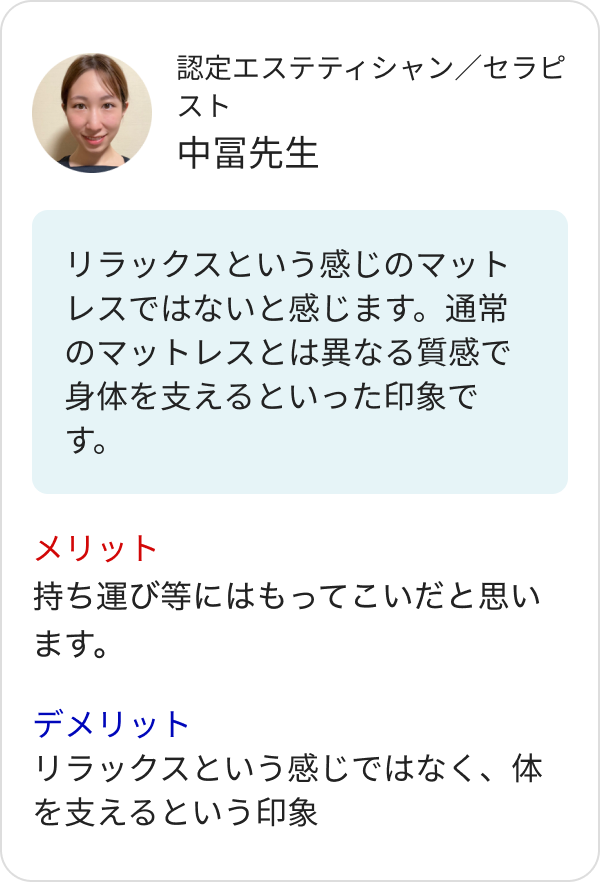 認定エステティシャン／セラピ
スト
中冨先生
リラックスという感じのマット
レスではないと感じます。通常
のマットレスとは異なる質感で
身体を支えるといった印象で
す。
メリット
持ち運び等にはもってこいだと思い
ます。
デメリット
リラックスという感じではなく、体
を支えるという印象